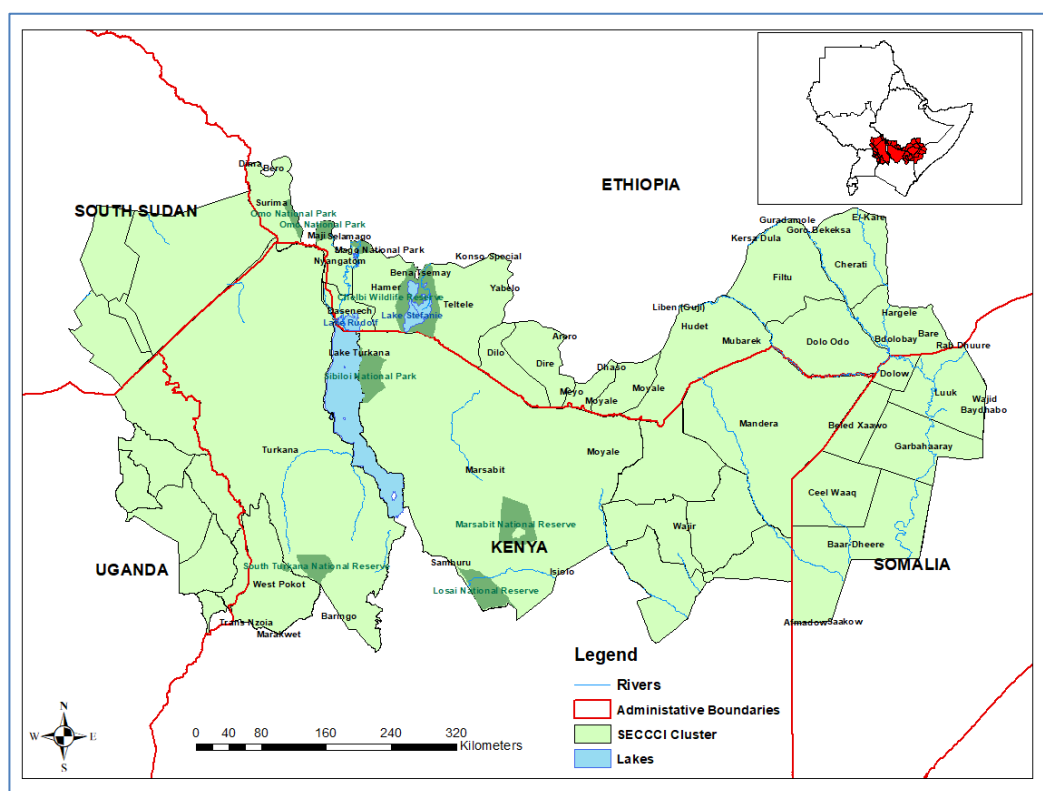 ETHIOPIA
SOUTH SUDAN
Dima
Bero
Surima
Omo National Park
Omo National Park
Maji
Selamago
Mago National Park
Nyangatom
Konso Special
Bena Tsemay
Hamer
Yabelo
Chelbi Wildlife Reserve
Teltele
Dasenech
Lake Stefanie
Lake Rudolf
Guradamole
El-Kare
Goro Bekeksa
Kersa Dula
Cherati
Filtu
Liben (Guji)
Hudet
Hargele
Mubarek
Dolo Odo
Bdolobay
Bare
Rab Dhuure
Arero
Dilo
Dire
Dhaso
Lake Turkana
Sibiloi National Park
Meyo
Moyale
Moyale
Dolow
Luuk
Wajid
Baydhabo
Mandera
Beled Xaawo
Garbahaaray
Turkana
Moyale
Marsabit
Ceel Waaq
Marsabit National Reserve
Wajir
KENYA
Baar-Dheere
UGANDA
South Turkana National Reserve
Samburu
Isiolo
SOMALIA
West Pokot
Losai National Reserve
Trans Nzoia
Baringo
Marakwet
Afmadow
Saakow
Legend
Rivers
Administative Boundaries
SECCCI Cluster
Lakes
N
W
E
S
0 40 80 160 240 320
Kilometers